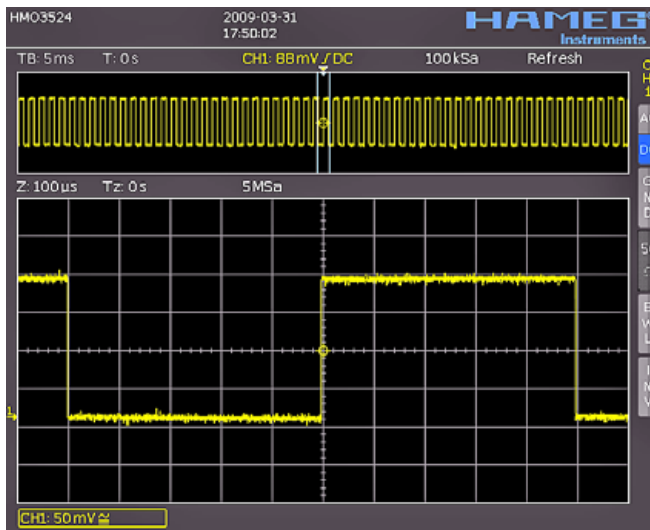 HMO3524 2009-03-31 HAMEG
17:50:02 Instruments
TB: 5ms T: 0s CH1: 88mV DC 100kSa Refresh
Z: 100µs Tz: 0s 5MSa
1
CH1: 50mV≅